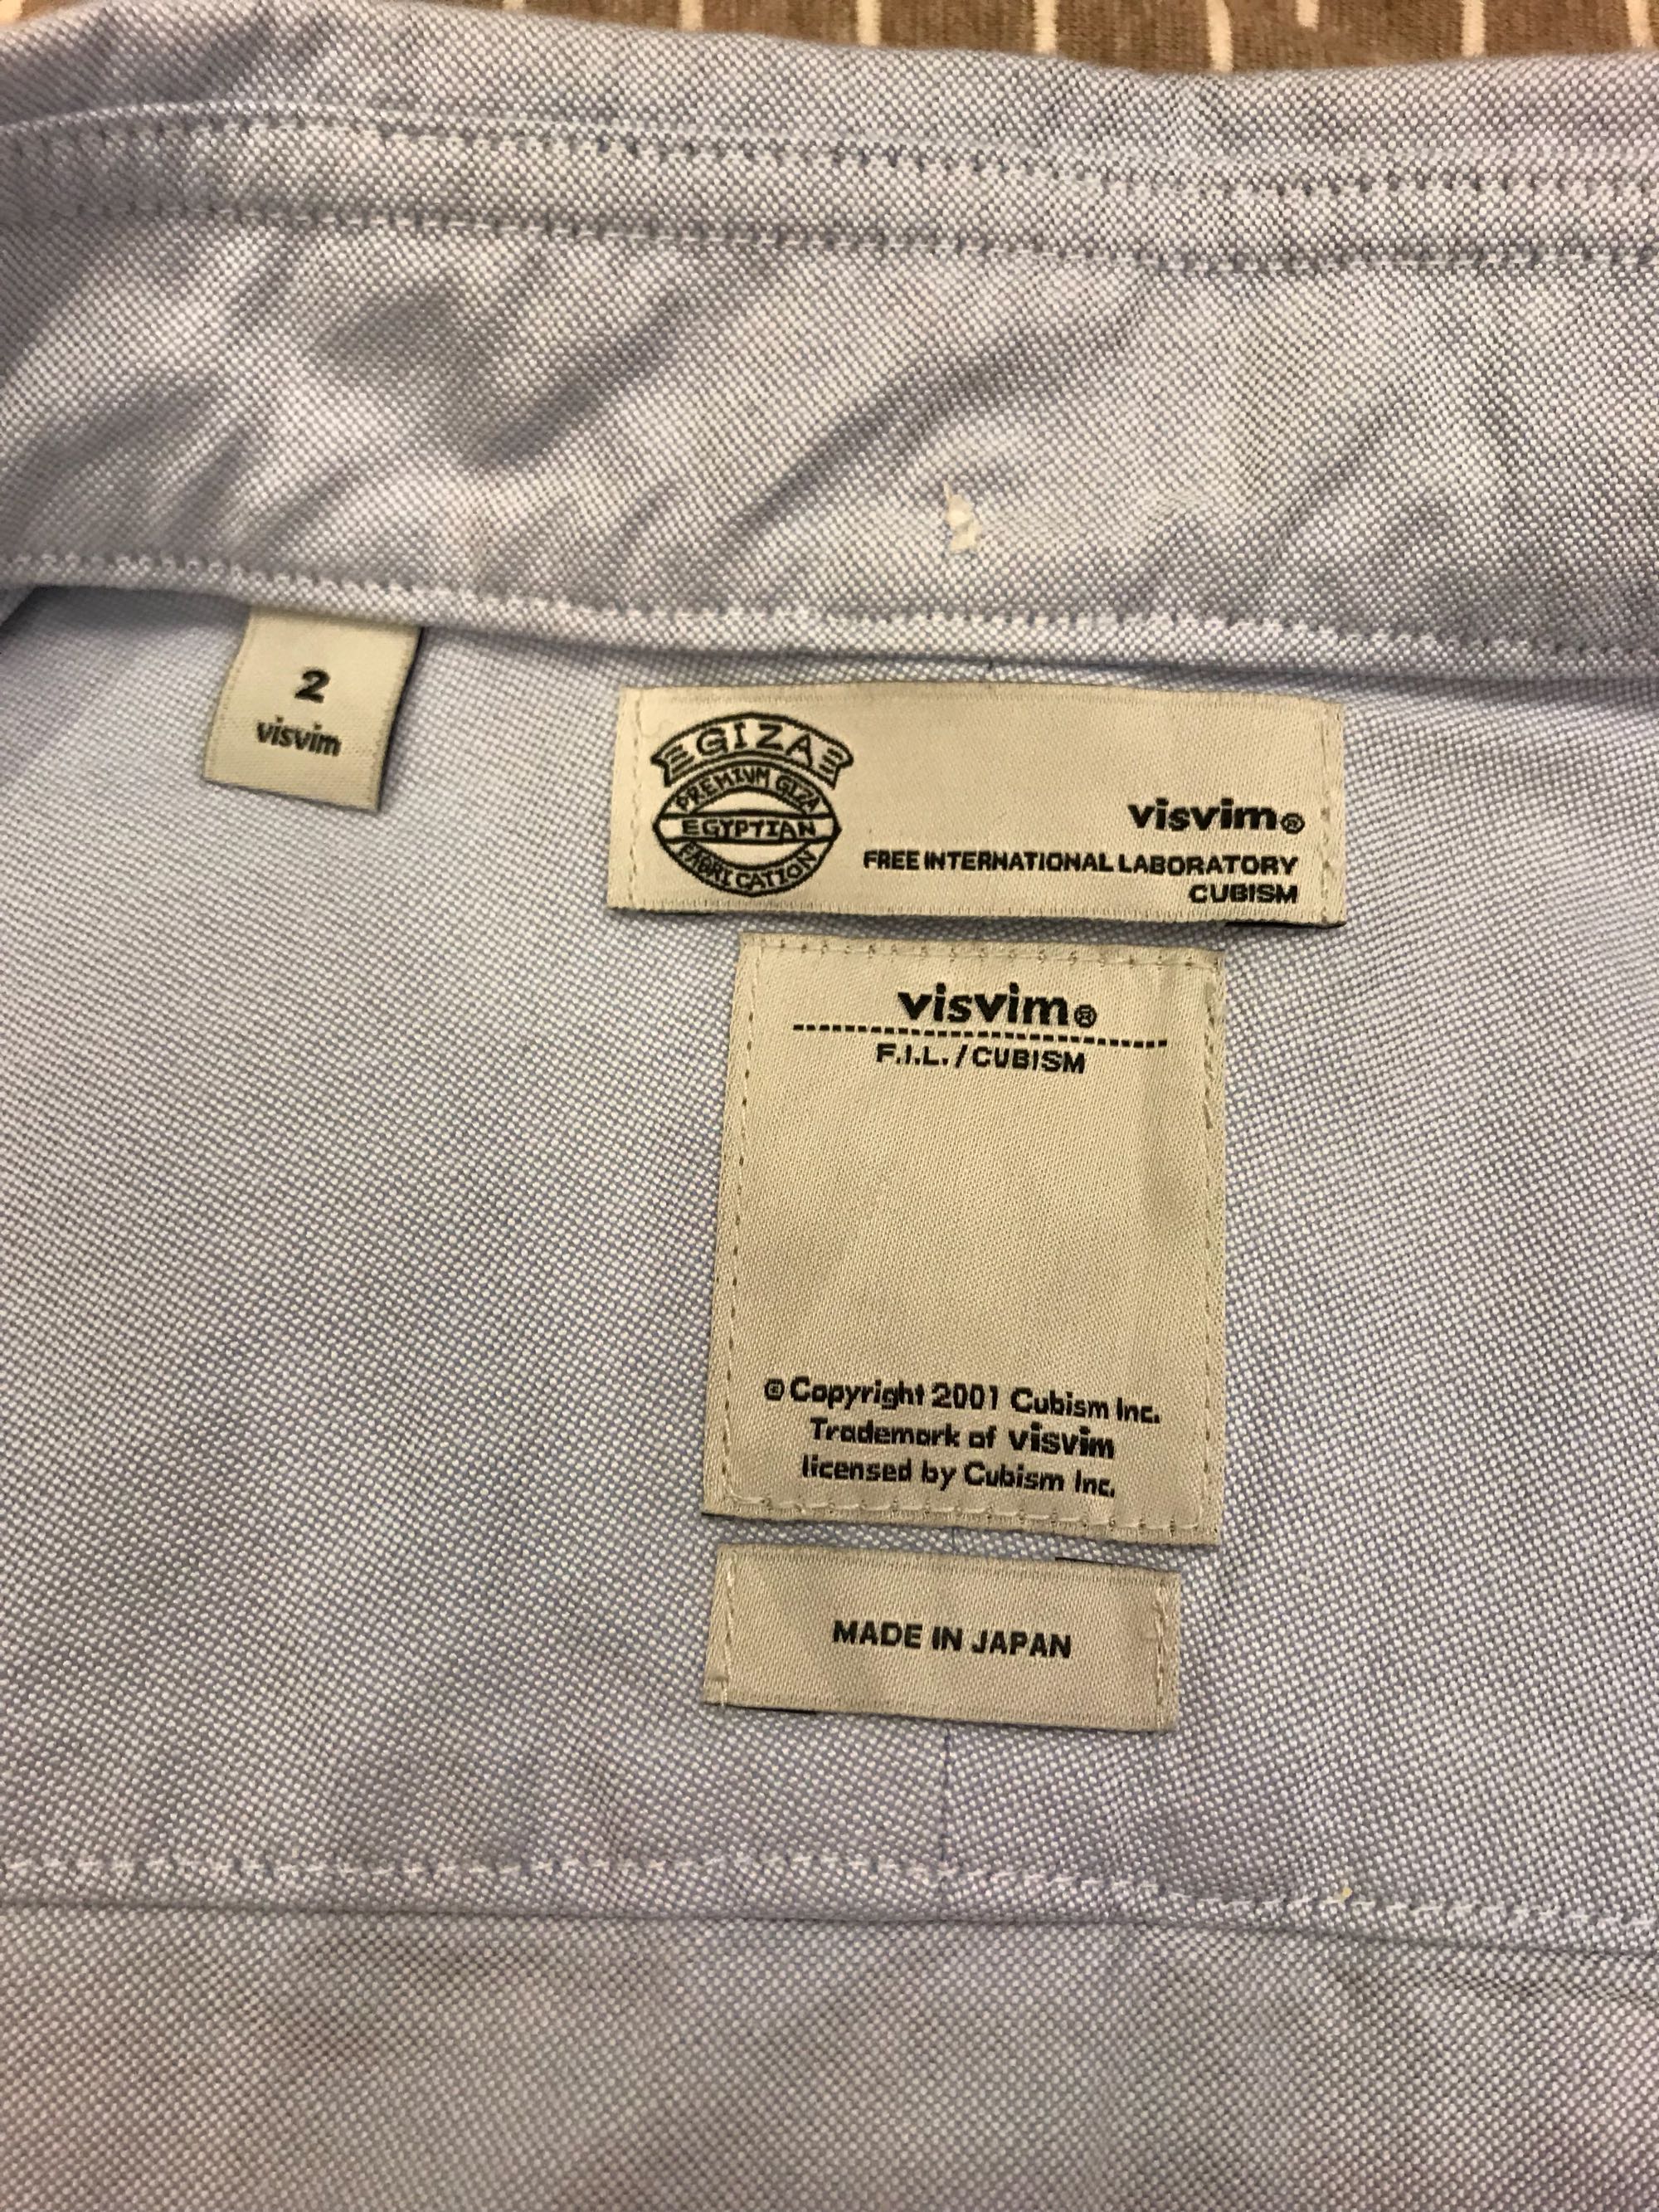 2
visvim
GIZA
PREMIUM GIZA
EGYPTIAN
FABRICATION
visvim®
FREE INTERNATIONAL LABORATORY
CUBISM
visvim®
F.I.L./CUBISM
© Copyright 2001 Cubism Inc.
Trademark of visvim
licensed by Cubism Inc.
MADE IN JAPAN